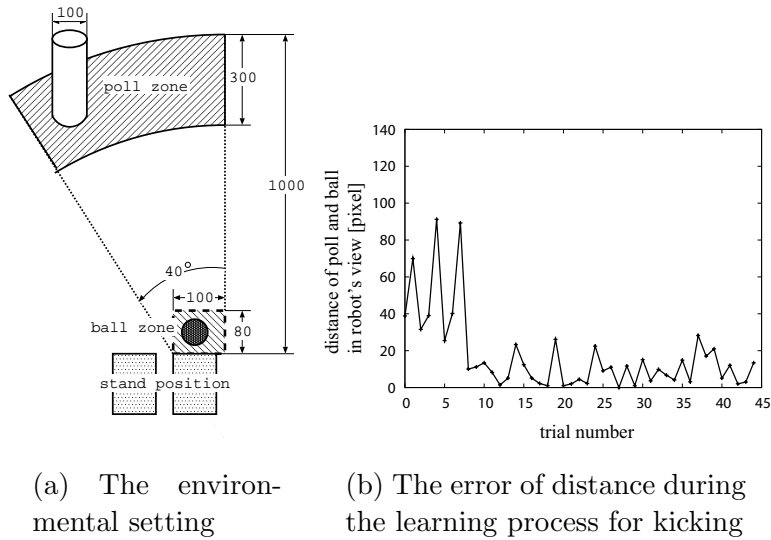 100
poll zone
300
1000
40°
100
ball zone
80
stand position
distance of poll and ball
in robot's view [pixel]
140
120
100
80
60
40
20
0
0 5 10 15 20 25 30 35 40 45
trial number
(a) The environ-
mental setting
(b) The error of distance during
the learning process for kicking